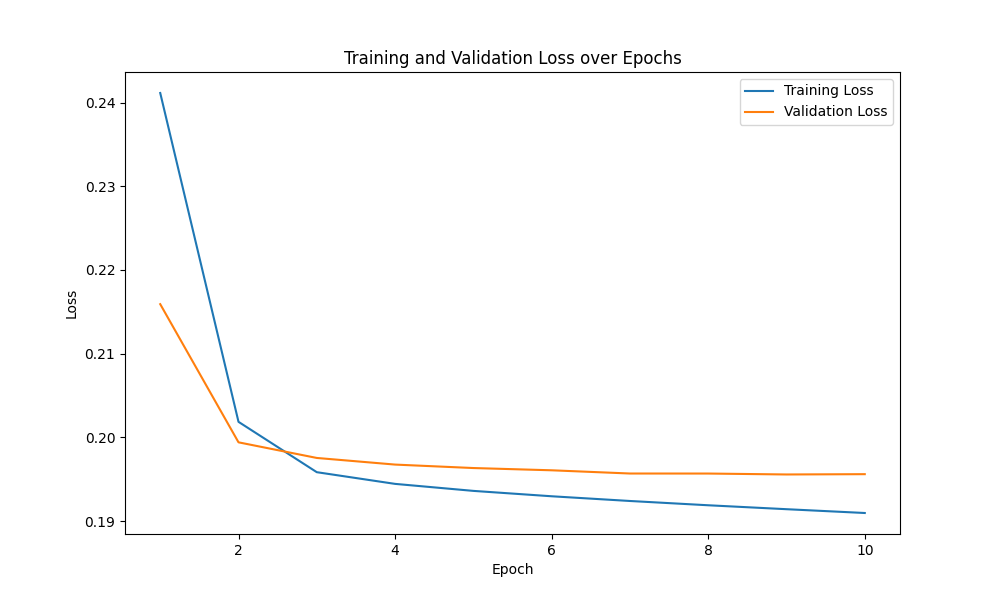 Training and Validation Loss over Epochs
Training Loss
Validation Loss
0.24
0.23
0.22
0.21
0.20
0.19
Loss
2 4 6 8 10
Epoch